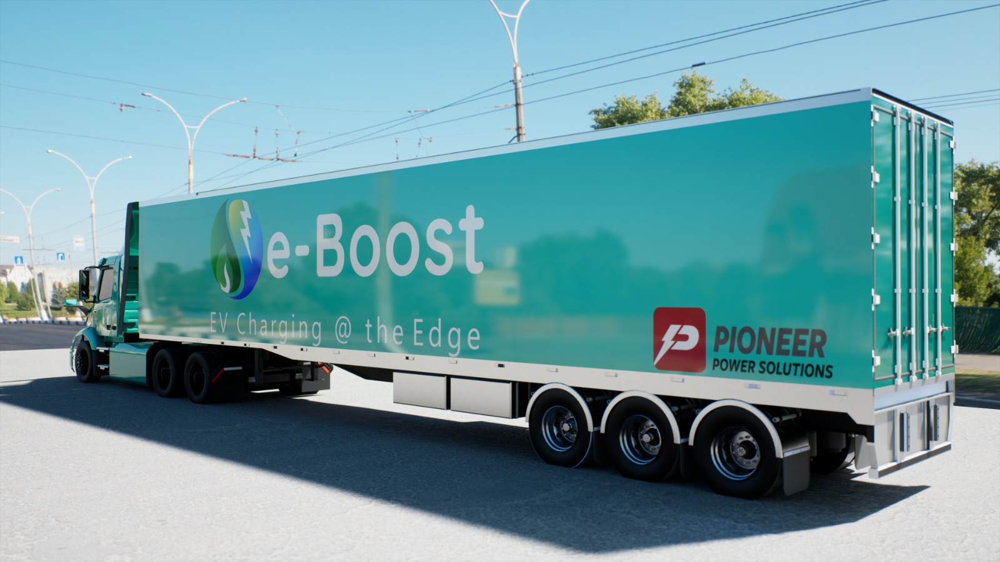 e-Boost
EV Charging @ the Edge
PIONEER
POWER SOLUTIONS